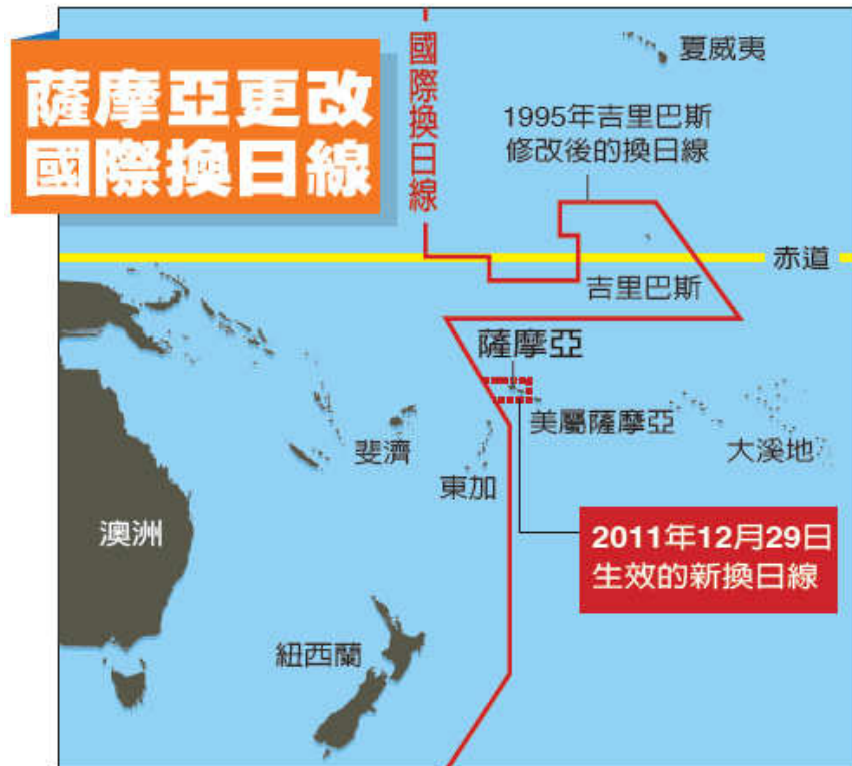 薩摩亞更改
國際換日線
國際換日線
夏威夷
1995年吉里巴斯
修改後的換日線
赤道
吉里巴斯
薩摩亞
美屬薩摩亞
斐濟
東加
大溪地
澳洲
2011年12月29日
生效的新換日線
紐西蘭